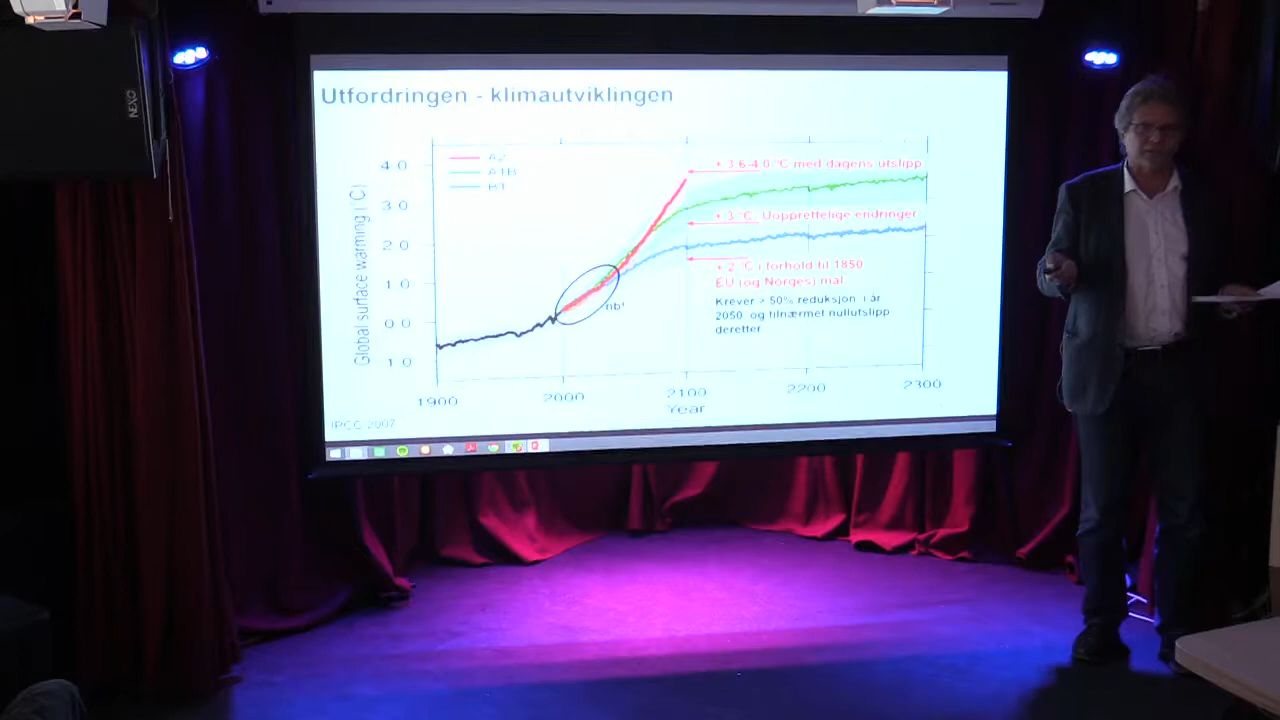 NEXO
Utfordringen - klimautviklingen
A2
A1B
B1
Global surface warming (°C)
4 0
3 0
2 0
1 0
0 0
1 0
+ 3.6-4.0 °C med dagens utslipp
+ 3 °C. Uopprettelige endringer
+ 2 °C i forhold til 1850
EU (og Norges) mål
nb!
Krever > 50% reduksjon i år
2050 og tilnærmet nullutslipp
deretter
1900
2000
2100
2200
2300
Year
IPCC 2007